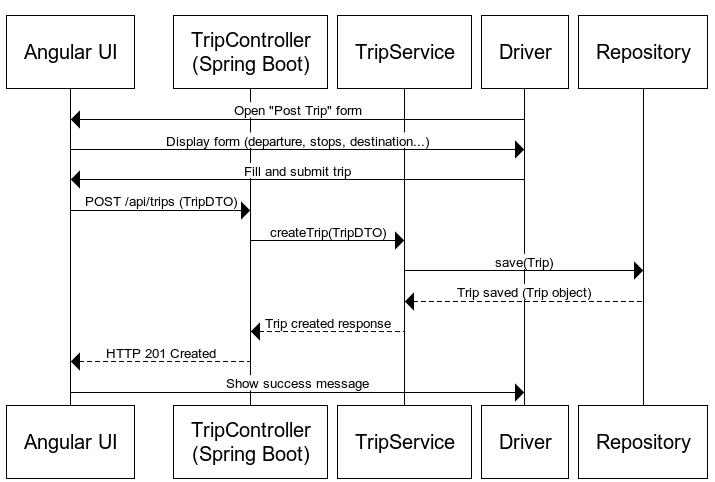 Angular UI
TripController
(Spring Boot)
TripService
Driver
Repository
Open "Post Trip" form
Display form (departure, stops, destination...)
Fill and submit trip
POST /api/trips (TripDTO)
createTrip(TripDTO)
save(Trip)
Trip saved (Trip object)
Trip created response
HTTP 201 Created
Show success message
Angular UI
TripController
(Spring Boot)
TripService
Driver
Repository